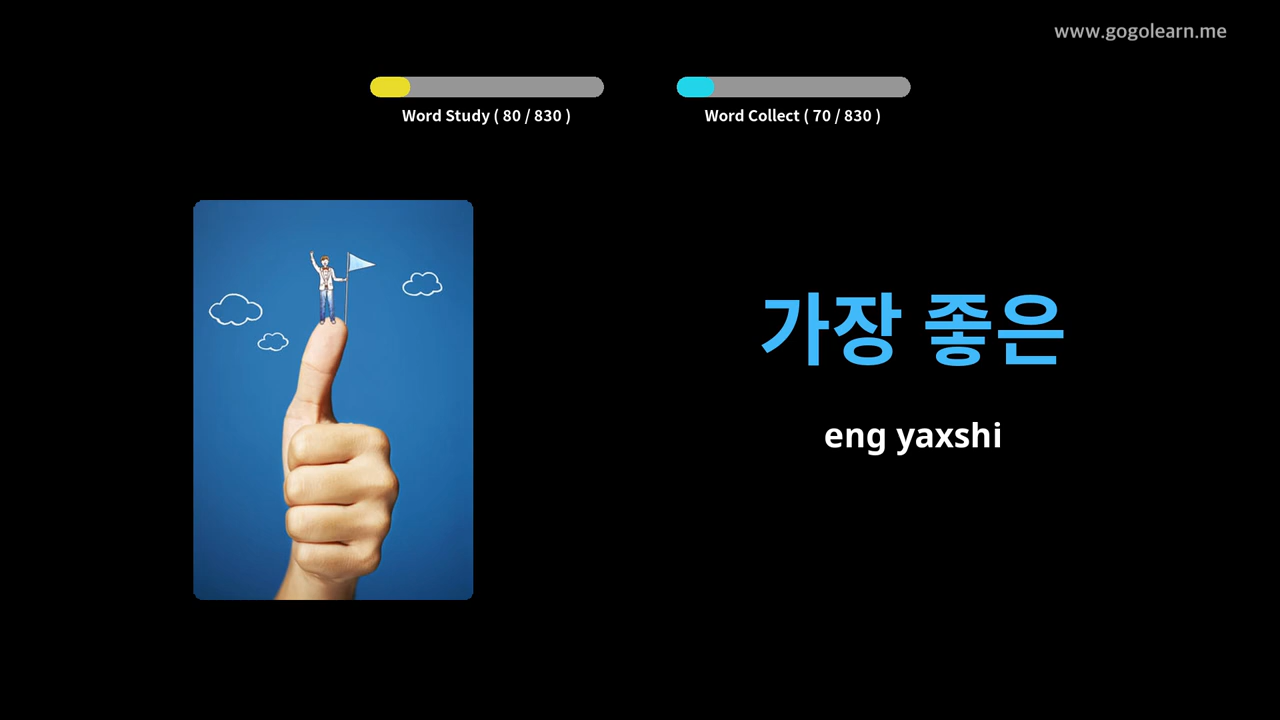 www.gogolearn.me
Word Study ( 80 / 830 )
Word Collect ( 70 / 830 )
가장 좋은
eng yaxshi